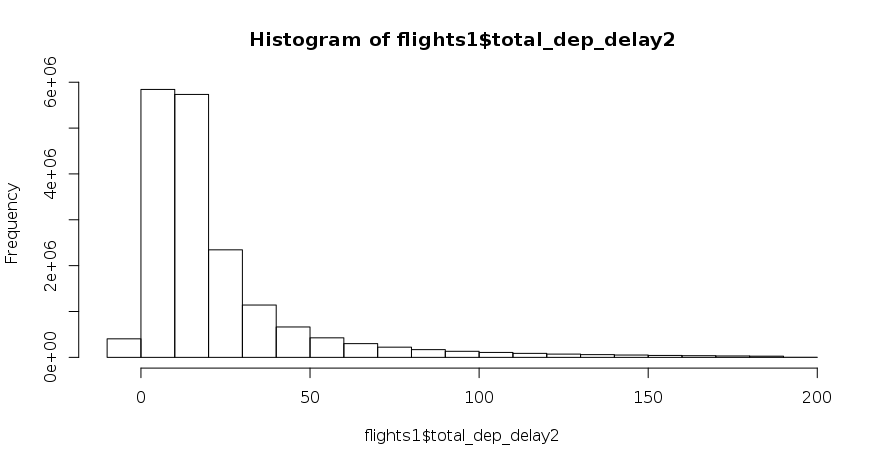 Histogram of flights1$total_dep_delay2
Frequency
6e+06
4e+06
2e+06
0e+00
0 50 100 150 200
flights1$total_dep_delay2